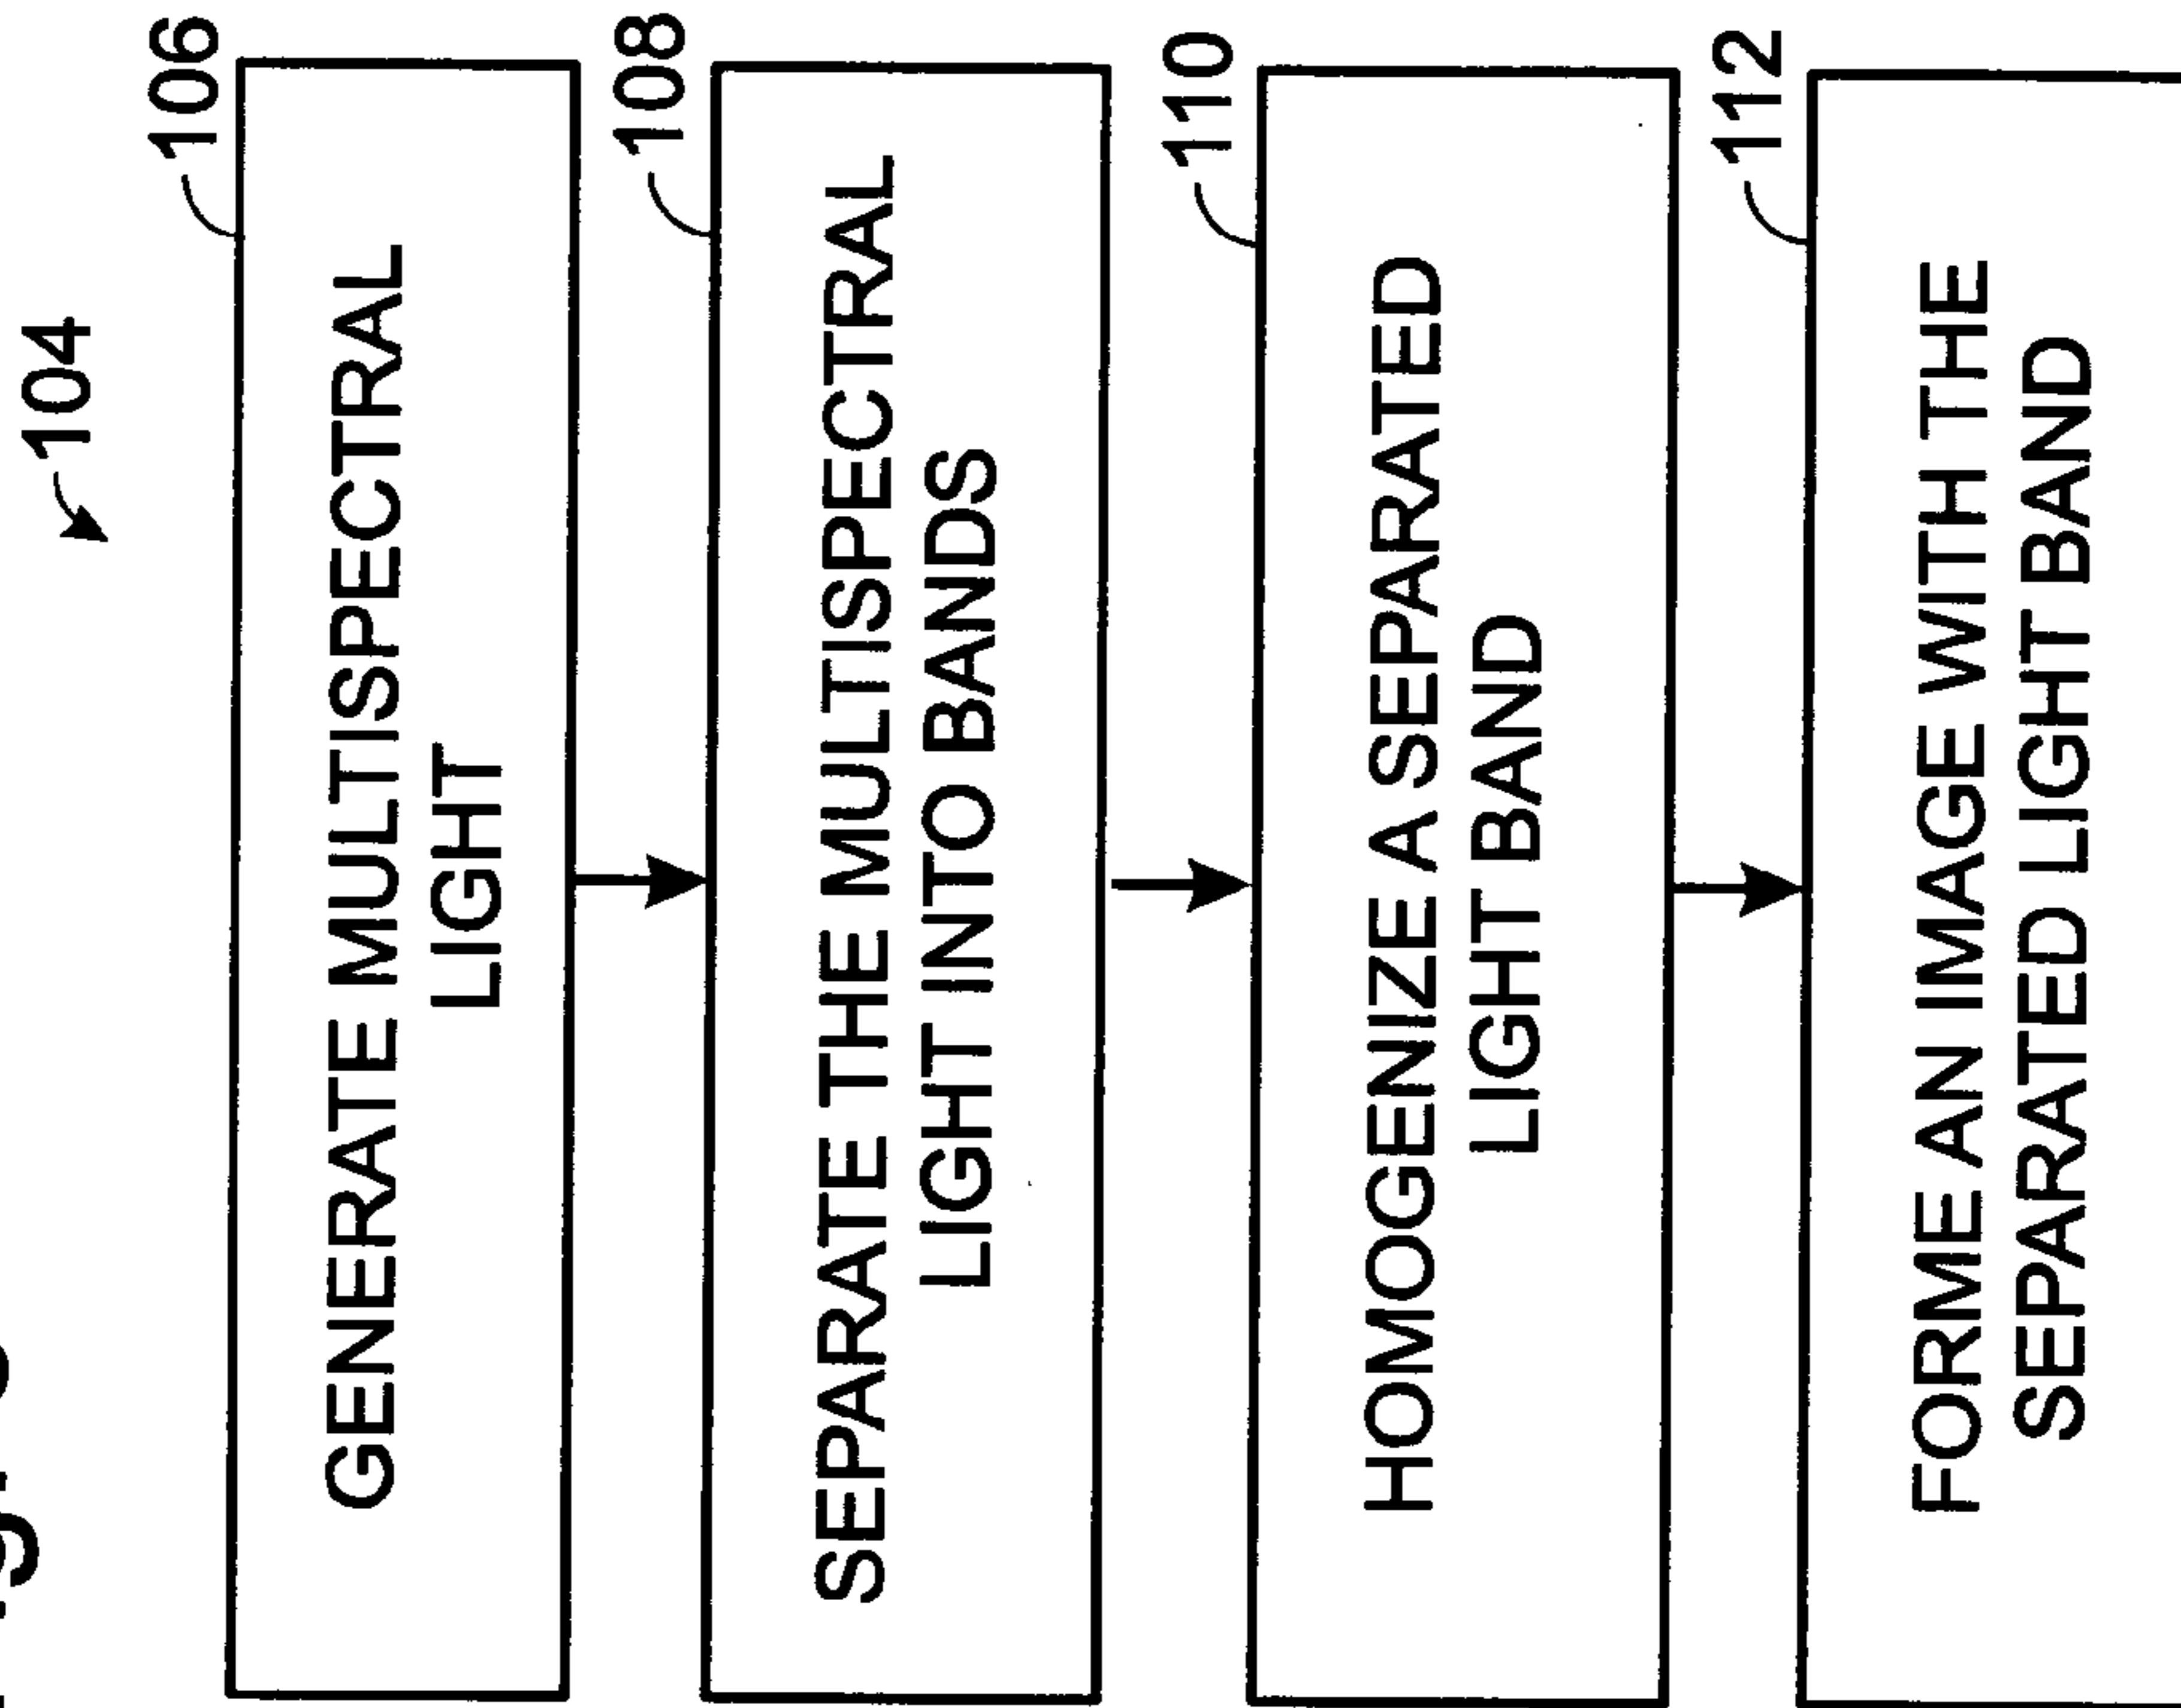 104
106
GENERATE MULTISPECTRAL
LIGHT
108
SEPARATE THE MULTISPECTRAL
LIGHT INTO BANDS
110
HOMOGENIZE A SEPARATED
LIGHT BAND
112
FORME AN IMAGE WITH THE
SEPARATED LIGHT BAND